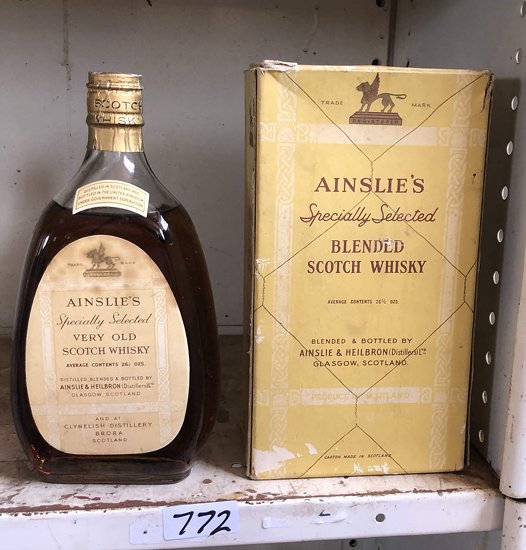 SCOTCH
WHISKY
DISTILLED IN SCOTLAND AND
BOTTLED IN THE UNITED KINGDOM
UNDER GOVERNMENT SUPERVISION
TRADE MARK
AINSLIE'S
Specially Selected
VERY OLD
SCOTCH WHISKY
AVERAGE CONTENTS 26⅔ OZS.
DISTILLED, BLENDED & BOTTLED BY
AINSLIE & HEILBRON (Distillers) Ltd
GLASGOW, SCOTLAND
AND AT
CLYNELISH DISTILLERY
BRORA
SCOTLAND
TRADE MARK
REGISTERED
AINSLIE'S
Specially Selected
BLENDED
SCOTCH WHISKY
AVERAGE CONTENTS 26⅔ OZS.
BLENDED & BOTTLED BY
AINSLIE & HEILBRON (Distillers) Ltd
GLASGOW, SCOTLAND.
PRODUCT OF SCOTLAND
CARTON MADE IN SCOTLAND
772